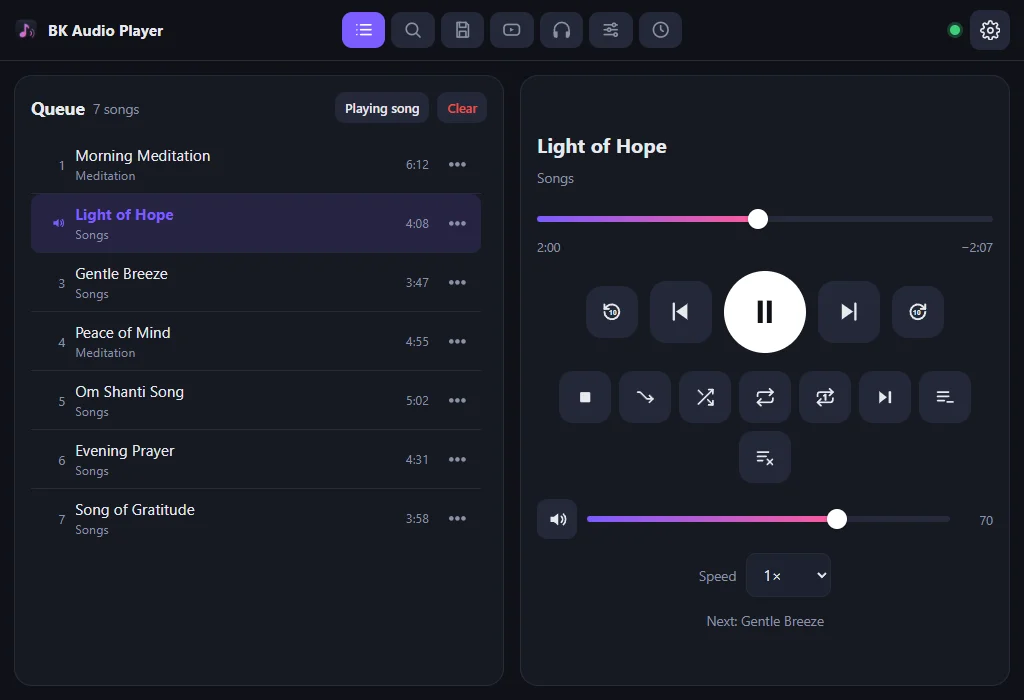 BK Audio Player
Queue 7 songs
Playing song
Clear
1 Morning Meditation 6:12
Meditation
Light of Hope 4:08
Songs
3 Gentle Breeze 3:47
Songs
4 Peace of Mind 4:55
Meditation
5 Om Shanti Song 5:02
Songs
6 Evening Prayer 4:31
Songs
7 Song of Gratitude 3:58
Songs
Light of Hope
Songs
2:00 −2:07
10 10
1
70
Speed 1×
Next: Gentle Breeze